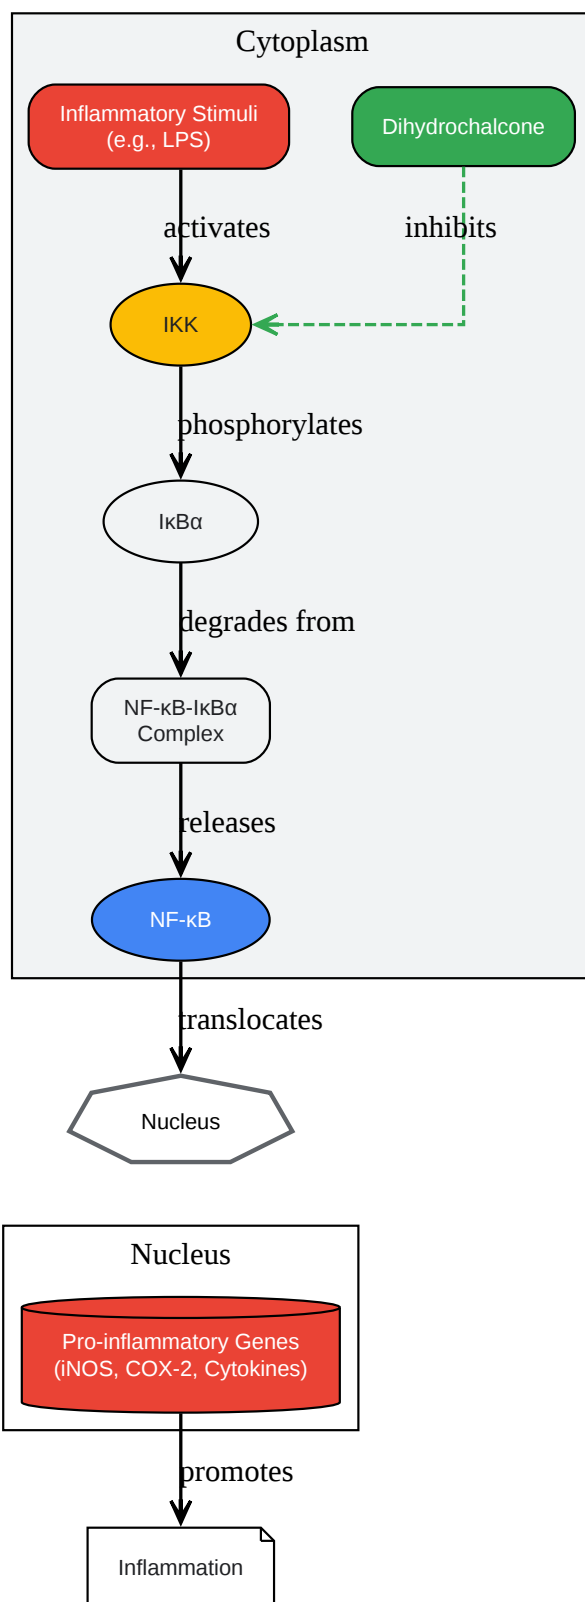 Cytoplasm
Inflammatory Stimuli
(e.g., LPS)
Dihydrochalcone
activates
inhibits
IKK
phosphorylates
IκBα
degrades from
NF-κB-IκBα
Complex
releases
NF-κB
translocates
Nucleus
Nucleus
Pro-inflammatory Genes
(iNOS, COX-2, Cytokines)
promotes
Inflammation